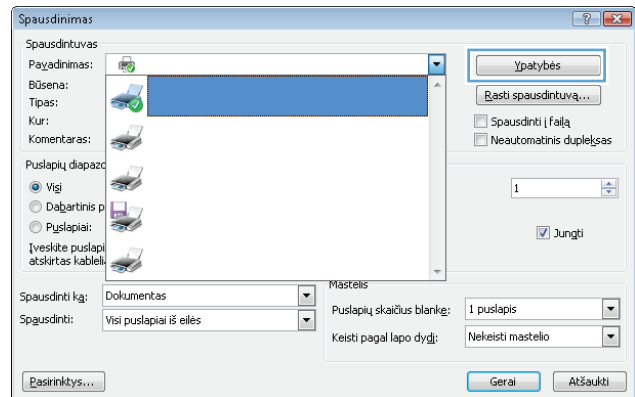 Spausdinimas
Spausdintuvas
Pavadinimas:
Ypatybės
Būsena:
Tipas:
Rasti spausdintuvą...
Kur:
Spausdinti į failą
Komentaras:
Neautomatinis dupleksas
Puslapių diapazo
Visi
1
Dabartinis p
Puslapiai:
Jungti
Įveskite puslapi
atskirtas kableli
Mastelis
Spausdinti ką: Dokumentas
Puslapių skaičius blanke: 1 puslapis
Spausdinti: Visi puslapiai iš eilės
Keisti pagal lapo dydį: Nekeisti mastelio
Pasirinktys...
Gerai
Atšaukti